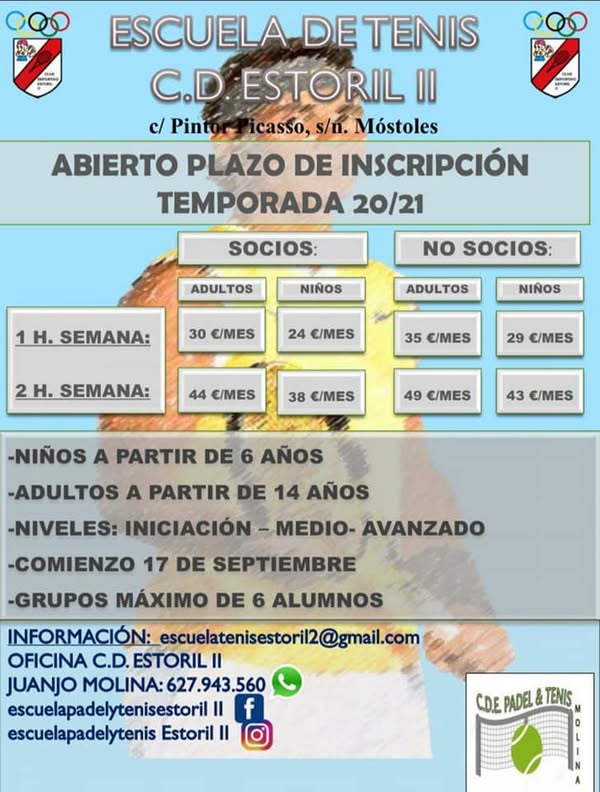 ESCUELA DE TENIS
C.D. ESTORIL II
c/ Pintor Picasso, s/n. Móstoles
ABIERTO PLAZO DE INSCRIPCIÓN
TEMPORADA 20/21
SOCIOS: NO SOCIOS:
ADULTOS NIÑOS ADULTOS NIÑOS
1 H. SEMANA: 30 €/MES 24 €/MES 35 €/MES 29 €/MES
2 H. SEMANA: 44 €/MES 38 €/MES 49 €/MES 43 €/MES
-NIÑOS A PARTIR DE 6 AÑOS
-ADULTOS A PARTIR DE 14 AÑOS
-NIVELES: INICIACIÓN – MEDIO- AVANZADO
-COMIENZO 17 DE SEPTIEMBRE
-GRUPOS MÁXIMO DE 6 ALUMNOS
INFORMACIÓN: escuelatenisestoril2@gmail.com
OFICINA C.D. ESTORIL II
JUANJO MOLINA: 627.943.560
escuelapadelytenisestoril II
escuelapadelytenis Estoril II
C.D.E. PADEL & TENIS
MOLINA